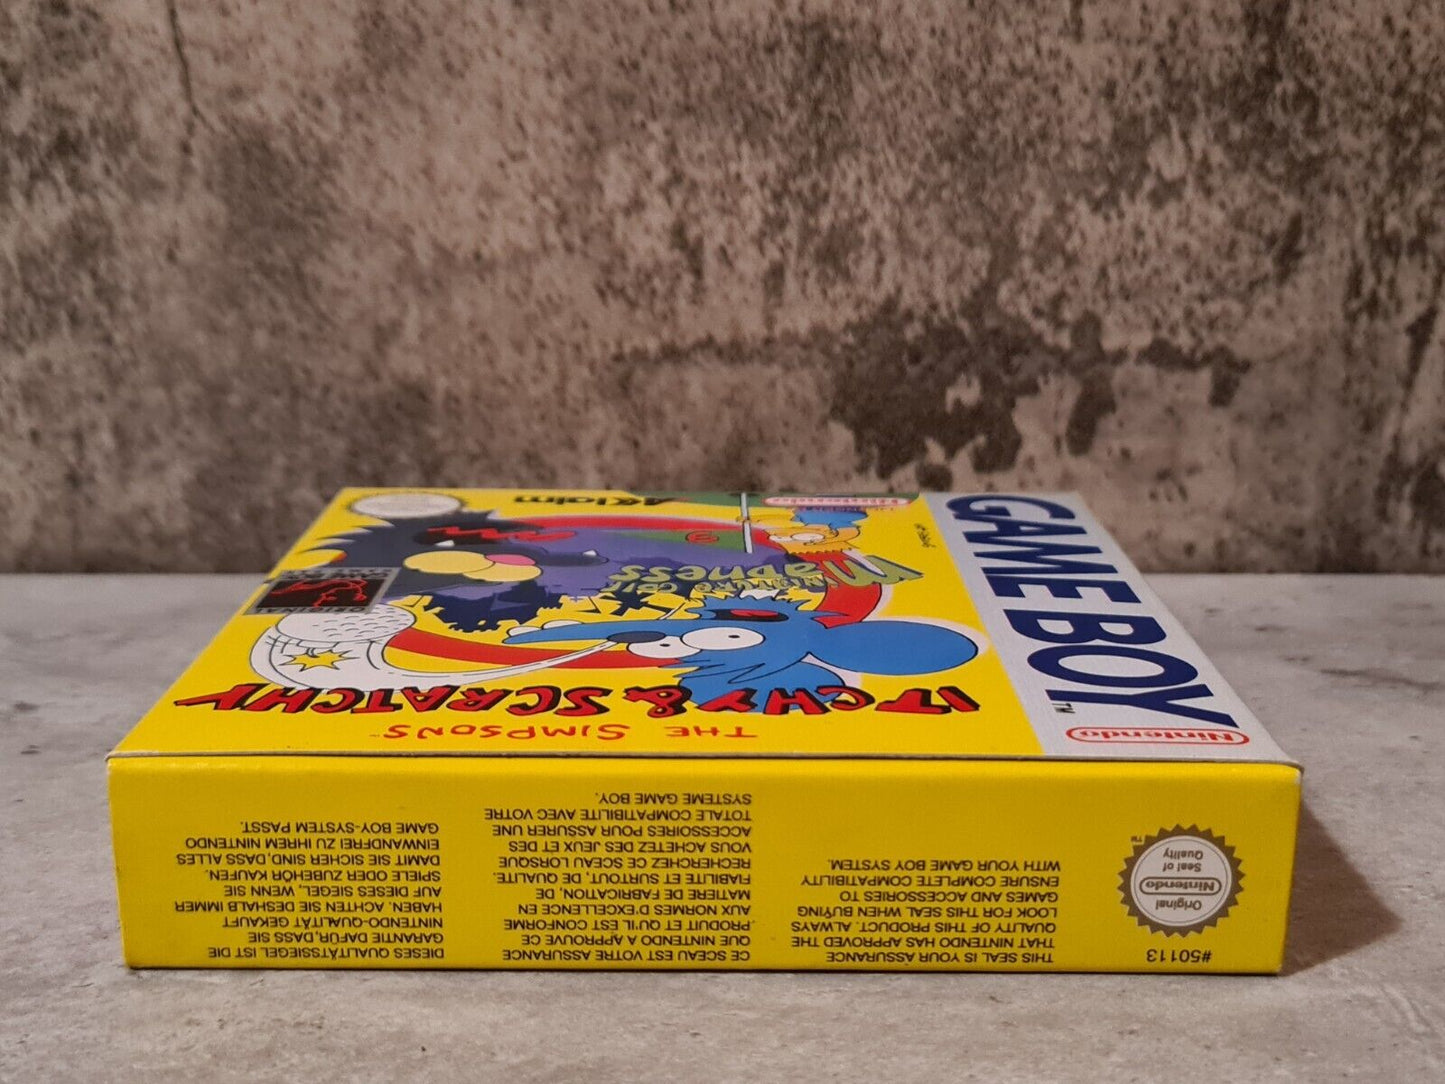 Nintendo
GAME BOY™
THE SIMPSONS™
ITCHY & SCRATCHY
MINIATURE GOLF
MADNESS
Nintendo
AKlaim
#50113
Original
Nintendo
Seal of
Quality
TM
THIS SEAL IS YOUR ASSURANCE
THAT NINTENDO HAS APPROVED THE
QUALITY OF THIS PRODUCT. ALWAYS
LOOK FOR THIS SEAL WHEN BUYING
GAMES AND ACCESSORIES TO
ENSURE COMPLETE COMPATIBILITY
WITH YOUR GAME BOY SYSTEM.
CE SCEAU EST VOTRE ASSURANCE
QUE NINTENDO A APPROUVE CE
PRODUIT ET QU'IL EST CONFORME
AUX NORMES D'EXCELLENCE EN
MATIERE DE FABRICATION, DE
FIABILITE ET SURTOUT, DE QUALITE.
RECHERCHEZ CE SCEAU LORSQUE
VOUS ACHETEZ DES JEUX ET DES
ACCESSOIRES POUR ASSURER UNE
TOTALE COMPATIBILITE AVEC VOTRE
SYSTEME GAME BOY.
DIESES QUALITÄTSSIEGEL IST DIE
GARANTIE DAFÜR, DASS SIE
NINTENDO-QUALITÄT GEKAUFT
HABEN. ACHTEN SIE DESHALB IMMER
AUF DIESES SIEGEL, WENN SIE
SPIELE ODER ZUBEHÖR KAUFEN.
DAMIT SIE SICHER SIND, DASS ALLES
EINWANDFREI ZU IHREM NINTENDO
GAME BOY-SYSTEM PASST.